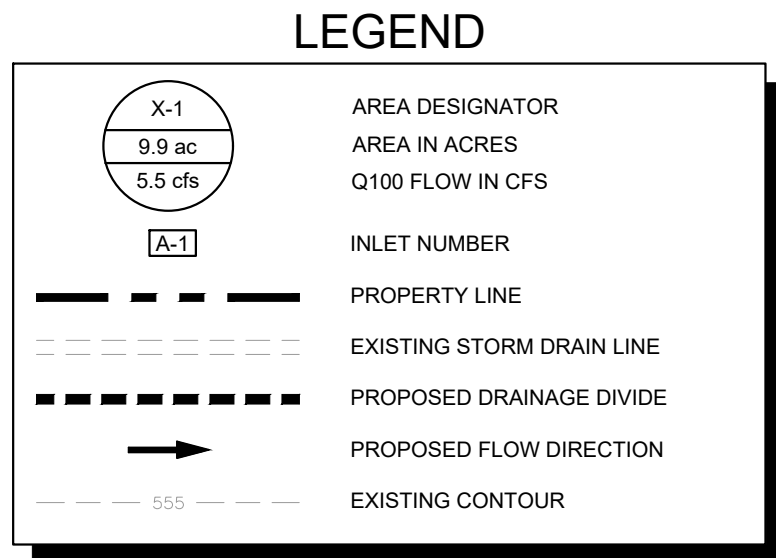 LEGEND
X-1 AREA DESIGNATOR
9.9 ac AREA IN ACRES
5.5 cfs Q100 FLOW IN CFS
A-1 INLET NUMBER
PROPERTY LINE
EXISTING STORM DRAIN LINE
PROPOSED DRAINAGE DIVIDE
PROPOSED FLOW DIRECTION
555 EXISTING CONTOUR